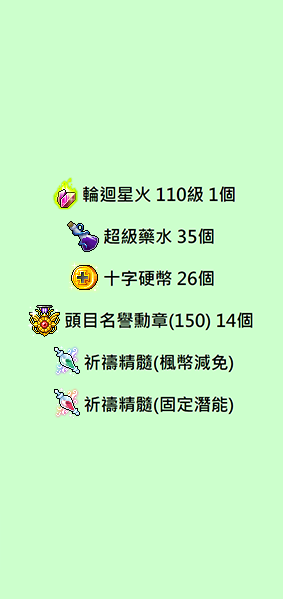 輪迴星火 110級 1個
超級藥水 35個
十字硬幣 26個
頭目名譽勳章(150) 14個
祈禱精髓(楓幣減免)
祈禱精髓(固定潛能)